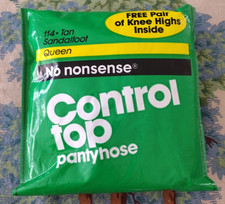 FREE Pair
of Knee Highs
Inside
114 • Tan
Sandalfoot
Queen
No nonsense®
Control
top
pantyhose